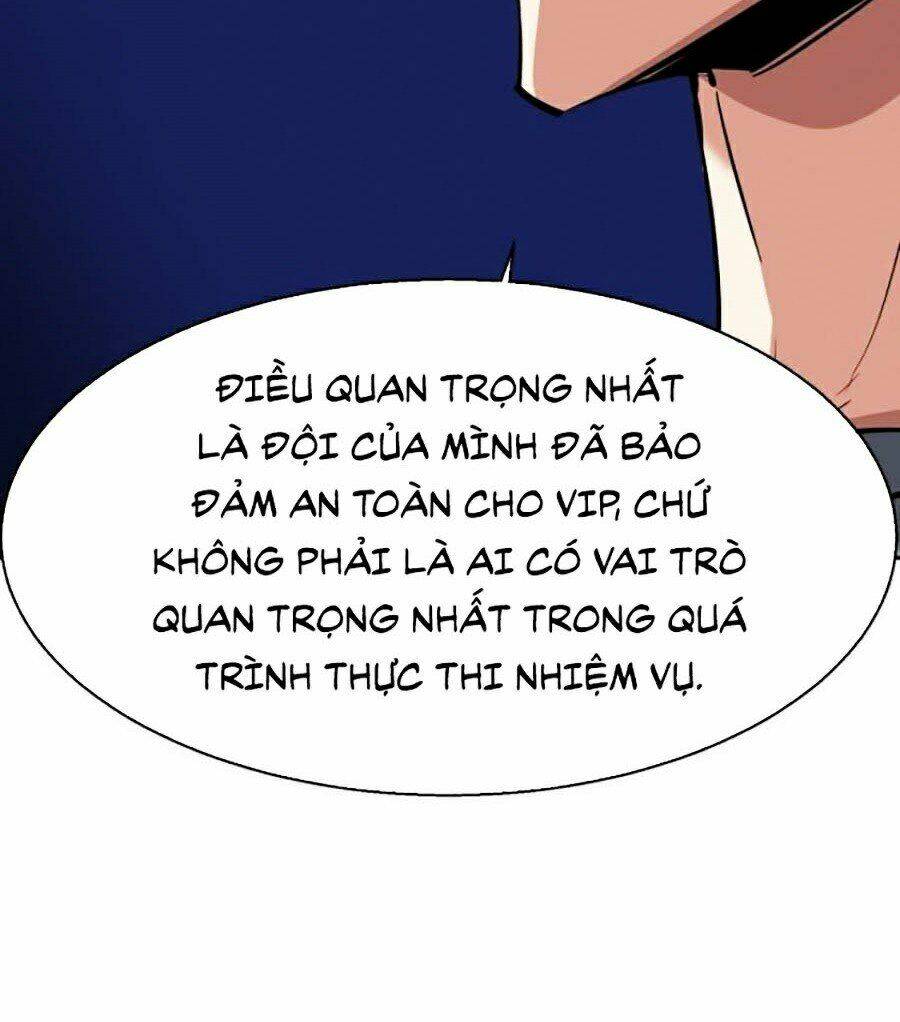 ĐIỀU QUAN TRỌNG NHẤT
LÀ ĐỘI CỦA MÌNH ĐÃ BẢO
ĐẢM AN TOÀN CHO VIP, CHỨ
KHÔNG PHẢI LÀ AI CÓ VAI TRÒ
QUAN TRỌNG NHẤT TRONG QUÁ
TRÌNH THỰC THI NHIỆM VỤ.